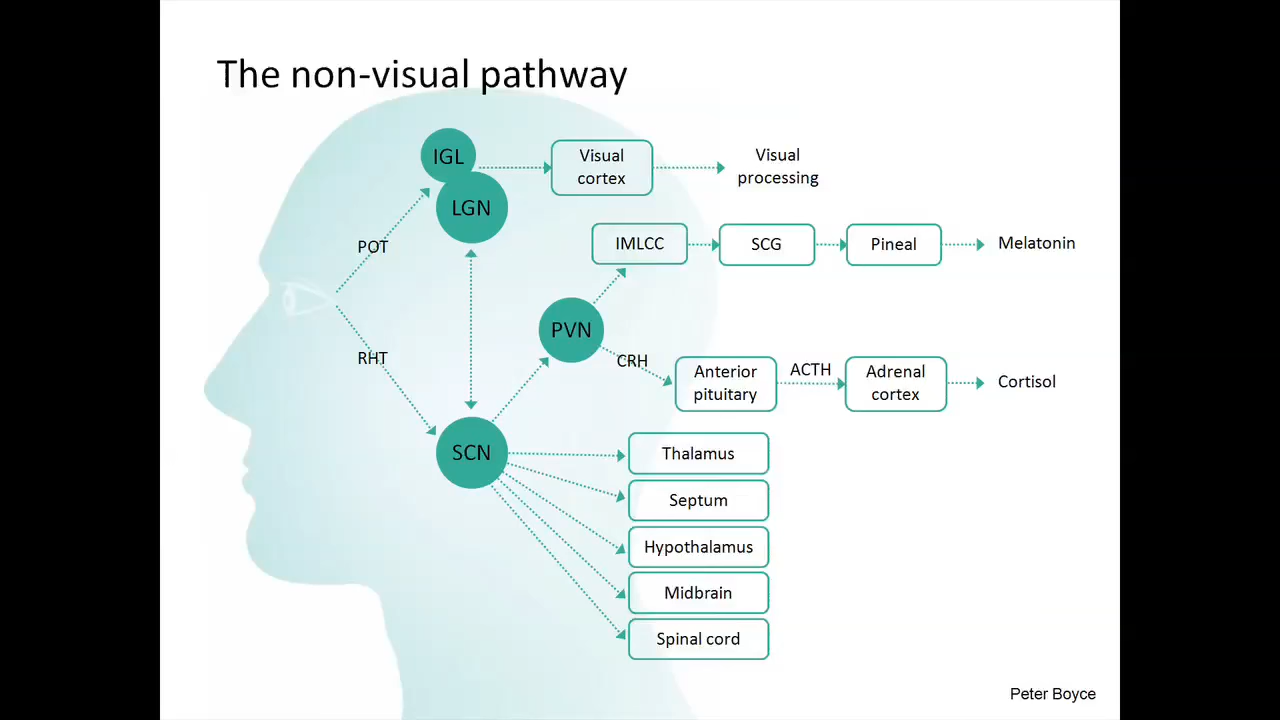 The non-visual pathway
IGL
LGN
Visual
cortex
Visual
processing
POT
IMLCC
SCG
Pineal
Melatonin
PVN
RHT
CRH
Anterior
pituitary
ACTH
Adrenal
cortex
Cortisol
SCN
Thalamus
Septum
Hypothalamus
Midbrain
Spinal cord
Peter Boyce